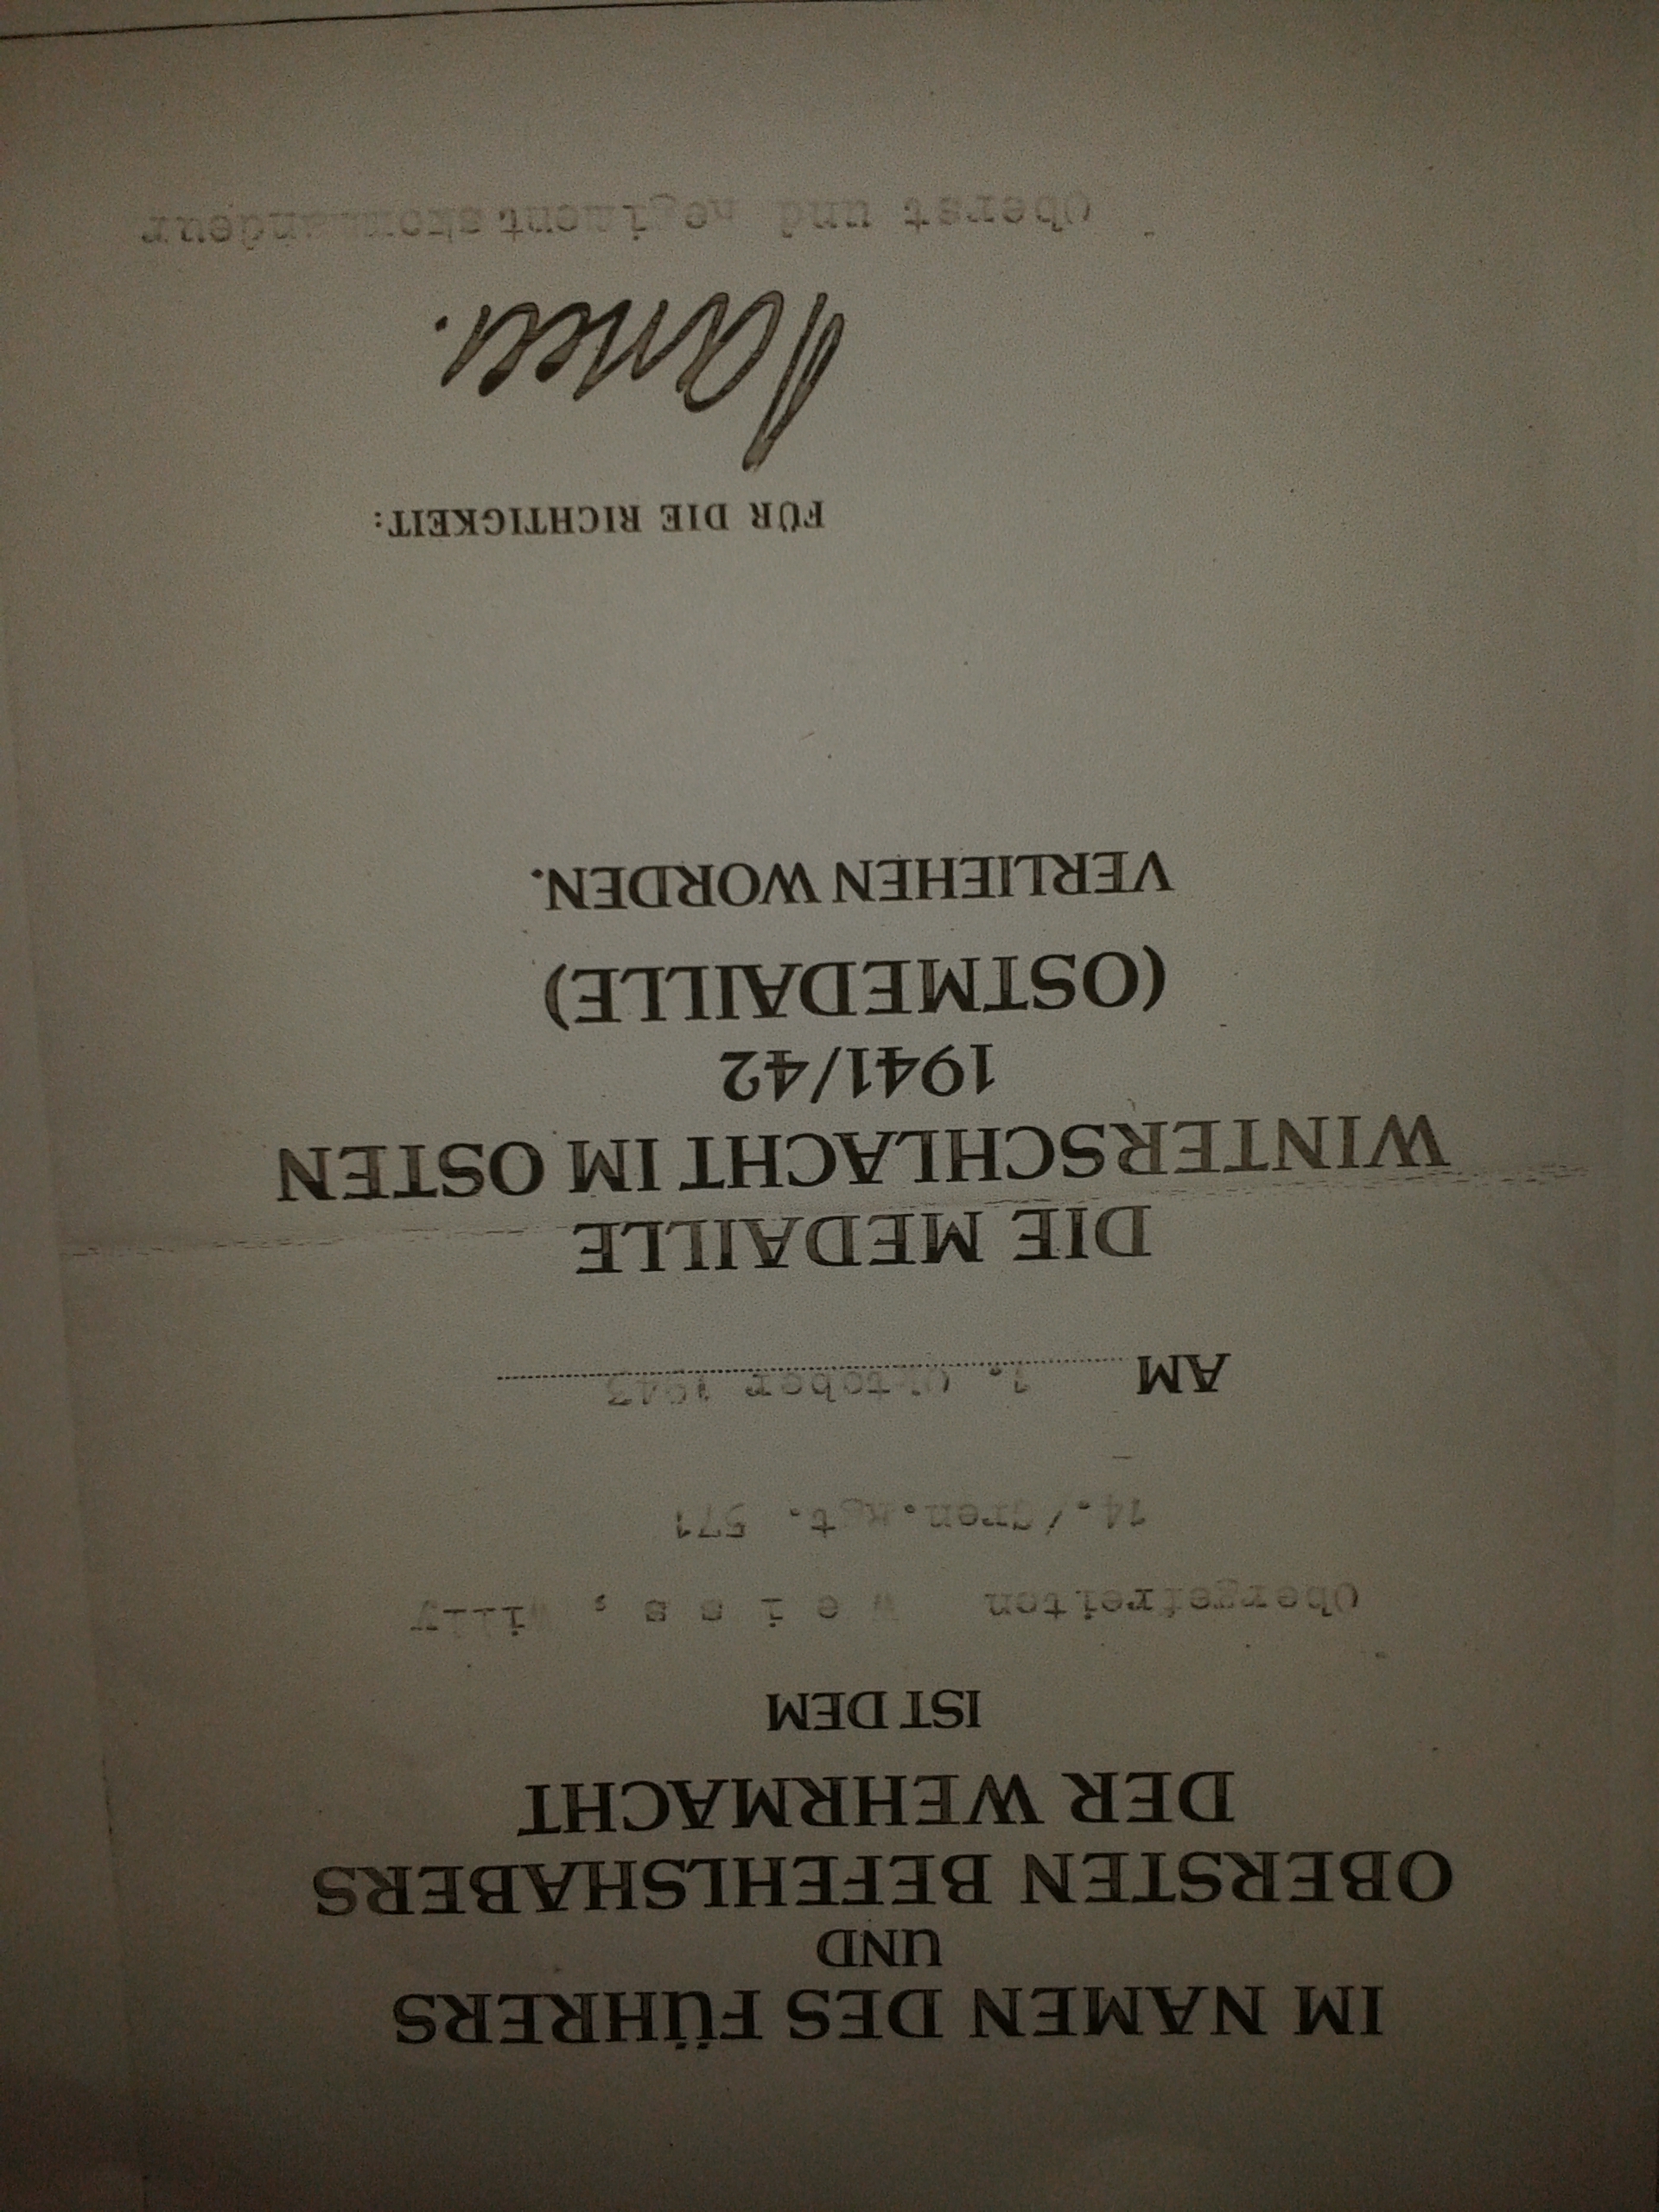 IM NAMEN DES FÜHRERS
UND
OBERSTEN BEFEHLSHABERS
DER WEHRMACHT
IST DEM
Obergefreiten W e i s s , Willy
14./Gren.Rgt. 571
AM 1. Oktober 1943
DIE MEDAILLE
WINTERSCHLACHT IM OSTEN
1941/42
(OSTMEDAILLE)
VERLIEHEN WORDEN.
FÜR DIE RICHTIGKEIT:
Oberst und Regimentskommandeur